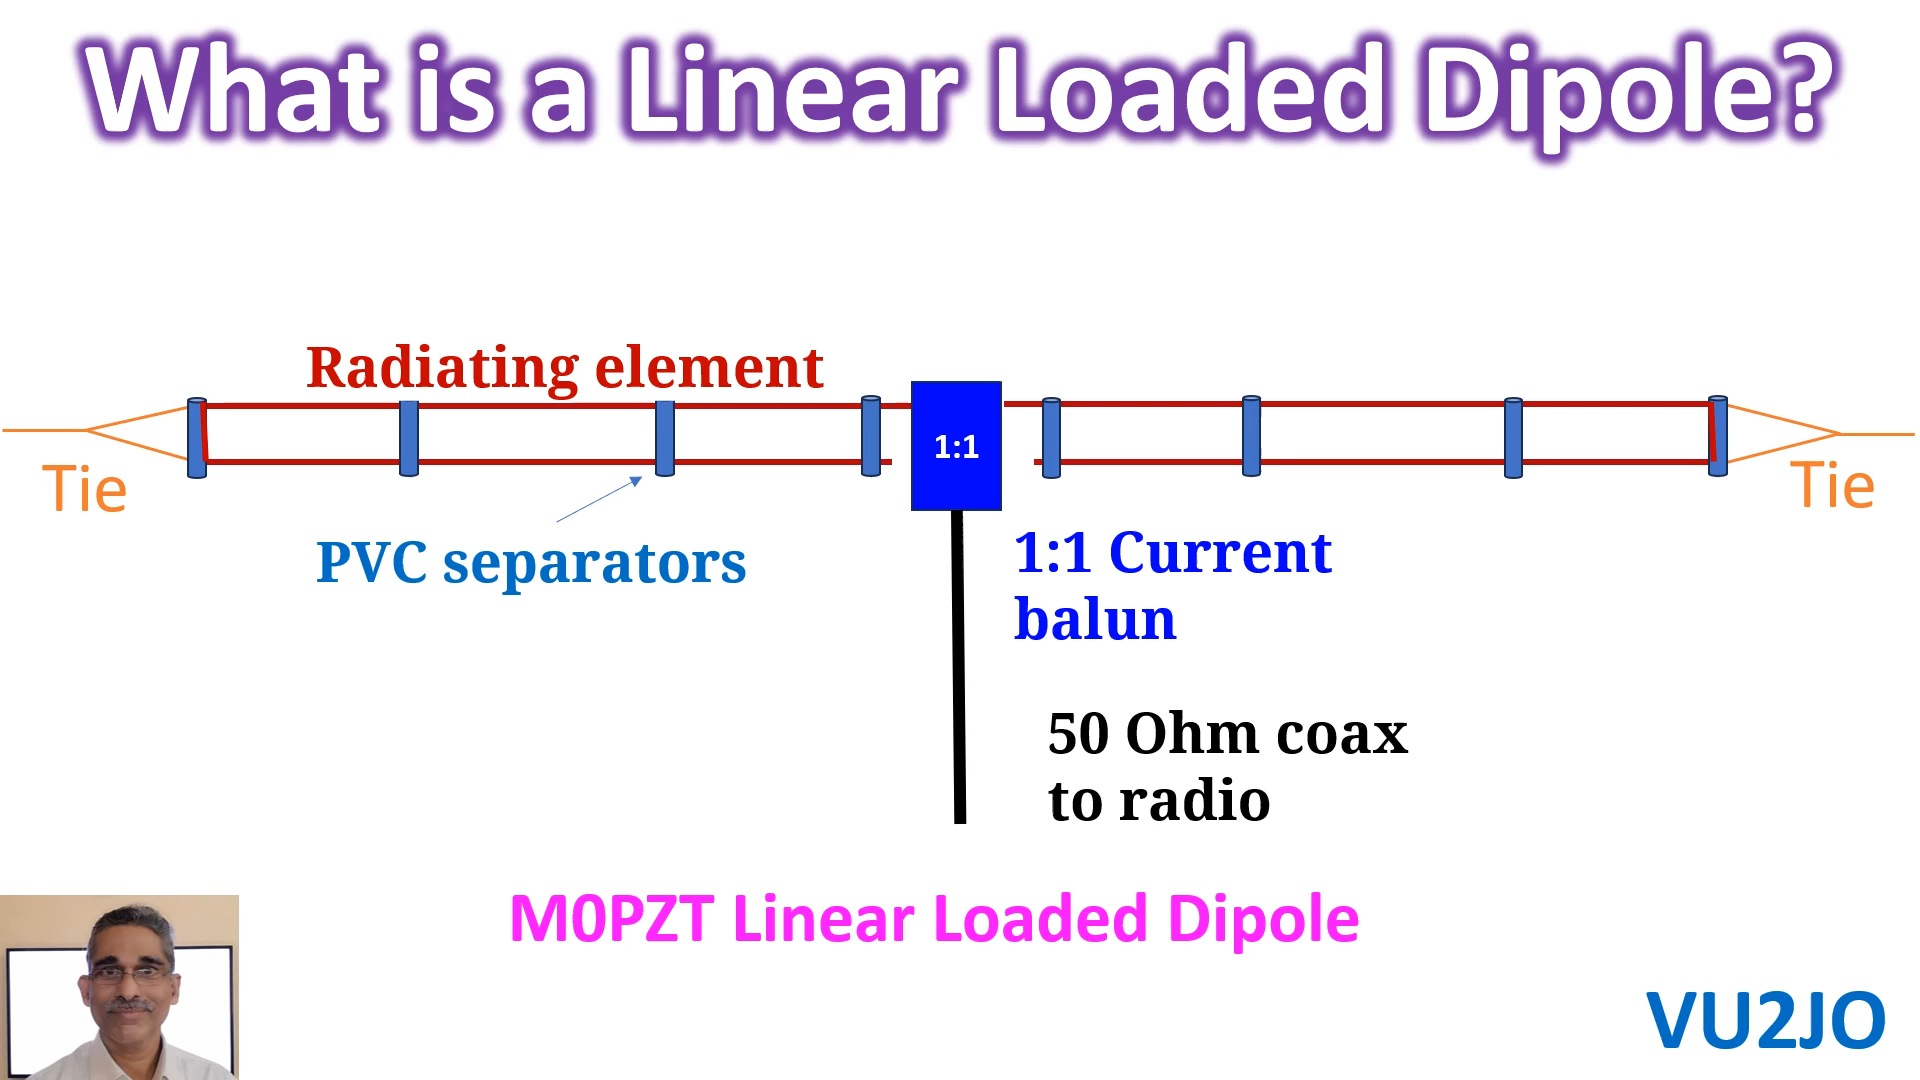 What is a Linear Loaded Dipole?
Radiating element
1:1
Tie
Tie
PVC separators
1:1 Current
balun
50 Ohm coax
to radio
M0PZT Linear Loaded Dipole
VU2JO